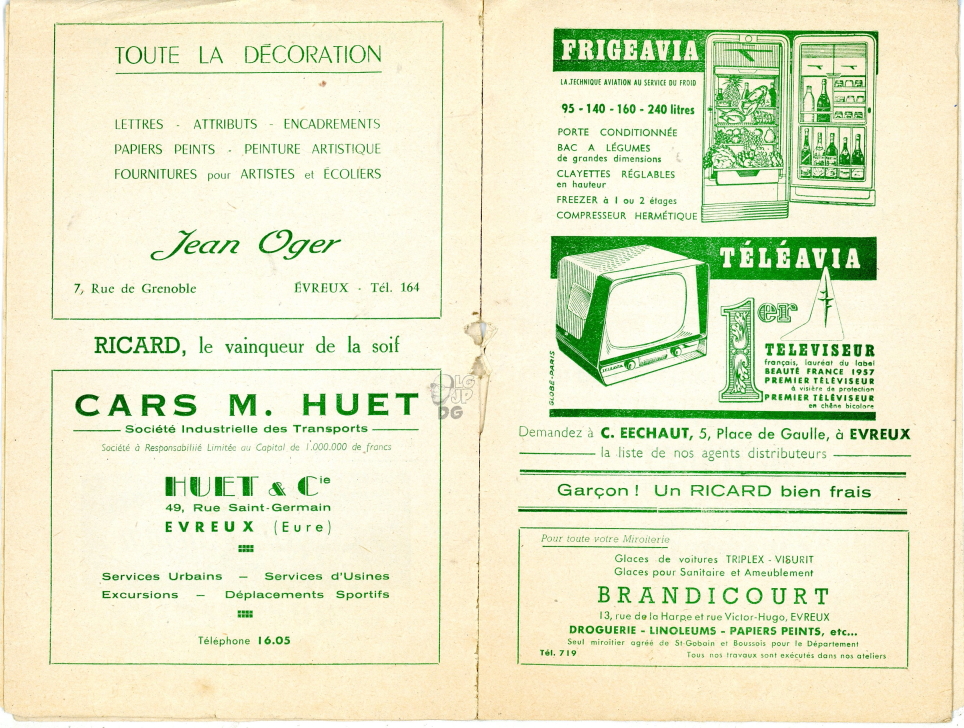 TOUTE LA DÉCORATION
LETTRES - ATTRIBUTS - ENCADREMENTS
PAPIERS PEINTS - PEINTURE ARTISTIQUE
FOURNITURES pour ARTISTES et ÉCOLIERS
Jean Oger
7, Rue de Grenoble ÉVREUX - Tél. 164
RICARD, le vainqueur de la soif
CARS M. HUET
Société Industrielle des Transports
Société à Responsabilié Limitée au Capital de 1.000.000 de francs
HUET & Cie
49, Rue Saint-Germain
EVREUX (Eure)
Services Urbains — Services d'Usines
Excursions — Déplacements Sportifs
Téléphone 16.05
LG
JP
DG
FRIGEAVIA
LA TECHNIQUE AVIATION AU SERVICE DU FROID
95 - 140 - 160 - 240 litres
PORTE CONDITIONNÉE
BAC A LÉGUMES
de grandes dimensions
CLAYETTES RÉGLABLES
en hauteur
FREEZER à 1 ou 2 étages
COMPRESSEUR HERMÉTIQUE
TÉLÉAVIA
1er
TELEVISEUR
français, lauréat du label
BEAUTÉ FRANCE 1957
PREMIER TÉLÉVISEUR
à visière de protection
PREMIER TÉLÉVISEUR
en chêne bicolore
TELEAVIA
GLOBE-PARIS
Demandez à C. EECHAUT, 5, Place de Gaulle, à EVREUX
la liste de nos agents distributeurs
Garçon ! Un RICARD bien frais
Pour toute votre Miroiterie
Glaces de voitures TRIPLEX - VISURIT
Glaces pour Sanitaire et Ameublement
BRANDICOURT
13, rue de la Harpe et rue Victor-Hugo, EVREUX
DROGUERIE - LINOLEUMS - PAPIERS PEINTS, etc...
Seul miroitier agréé de St-Gobain et Boussois pour le Département
Tél. 719 Tous nos travaux sont exécutés dans nos ateliers